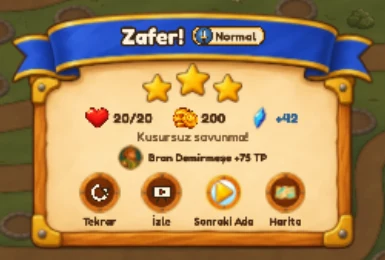 Zafer! Normal
20/20 200 +42
Kusursuz savunma!
Bran Demirmeşe +75 TP
Tekrar İzle Sonraki Ada Harita